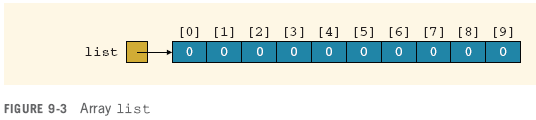 [0] [1] [2] [3] [4] [5] [6] [7] [8] [9]
list 0 0 0 0 0 0 0 0 0 0
FIGURE 9-3 Array list